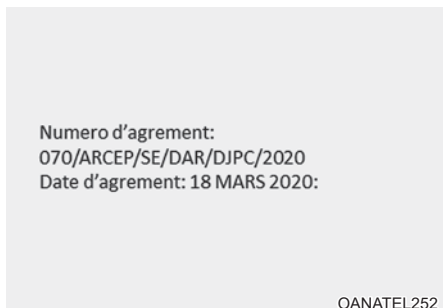 Numero d’agrement:
070/ARCEP/SE/DAR/DJPC/2020
Date d’agrement: 18 MARS 2020:
OANATEL252